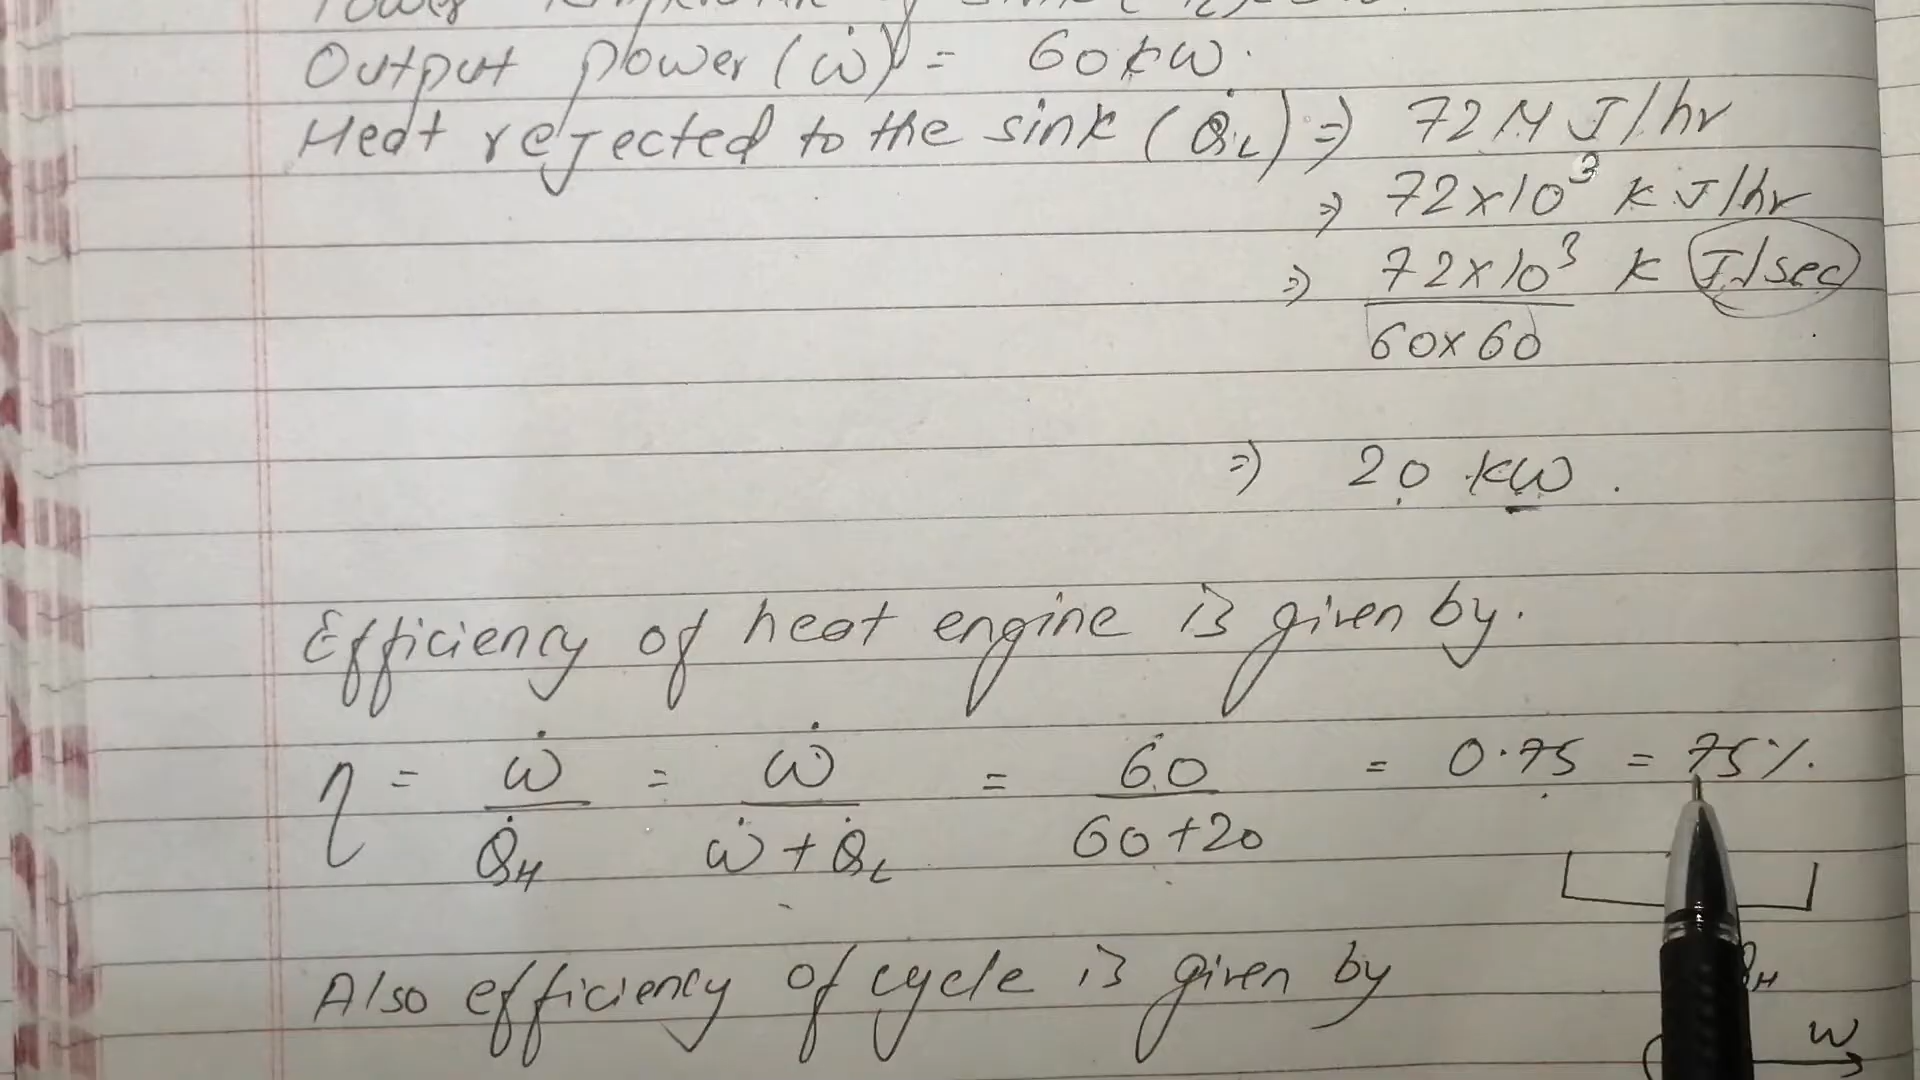 Output power (ẇ) = 60 kW.
Heat rejected to the sink (Q̇L) ⇒ 72 MJ/hr
⇒ 72×10³ kJ/hr
⇒ 72×10³ / 60×60 kJ/sec
⇒ 20 kW.
Efficiency of heat engine is given by.
η = ẇ / Q̇H = ẇ / ẇ + Q̇L = 60 / 60+20 = 0.75 = 75%.
Also efficiency of cycle is given by
W